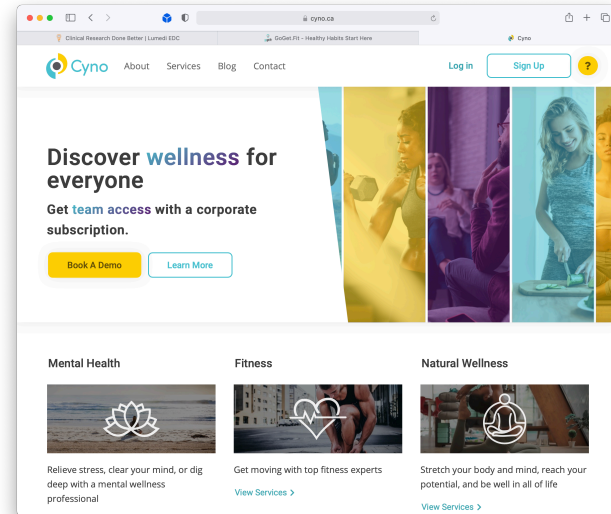 cyno.ca
Clinical Research Done Better | Lumedi EDC
GoGet.Fit - Healthy Habits Start Here
Cyno
Cyno
About
Services
Blog
Contact
Log in
Sign Up
?
Discover wellness for
everyone
Get team access with a corporate
subscription.
Book A Demo
Learn More
Mental Health
Fitness
Natural Wellness
Relieve stress, clear your mind, or dig
deep with a mental wellness
professional
Get moving with top fitness experts
View Services >
Stretch your body and mind, reach your
potential, and be well in all of life
View Services >